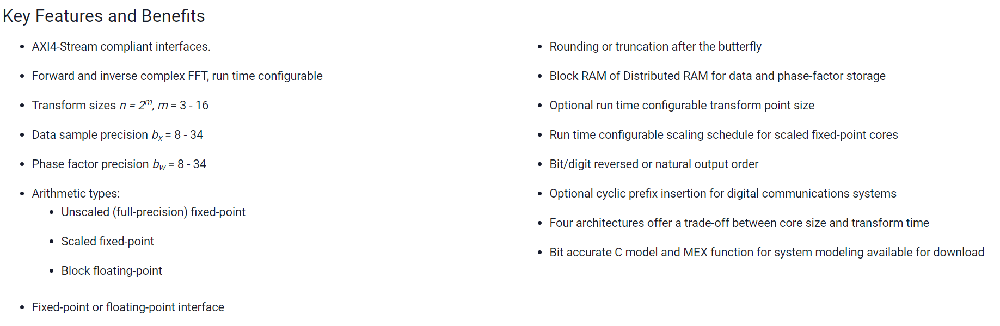 Key Features and Benefits
• AXI4-Stream compliant interfaces.
• Forward and inverse complex FFT, run time configurable
• Transform sizes n = 2^m, m = 3 - 16
• Data sample precision b_x = 8 - 34
• Phase factor precision b_w = 8 - 34
• Arithmetic types:
• Unscaled (full-precision) fixed-point
• Scaled fixed-point
• Block floating-point
• Fixed-point or floating-point interface
• Rounding or truncation after the butterfly
• Block RAM of Distributed RAM for data and phase-factor storage
• Optional run time configurable transform point size
• Run time configurable scaling schedule for scaled fixed-point cores
• Bit/digit reversed or natural output order
• Optional cyclic prefix insertion for digital communications systems
• Four architectures offer a trade-off between core size and transform time
• Bit accurate C model and MEX function for system modeling available for download